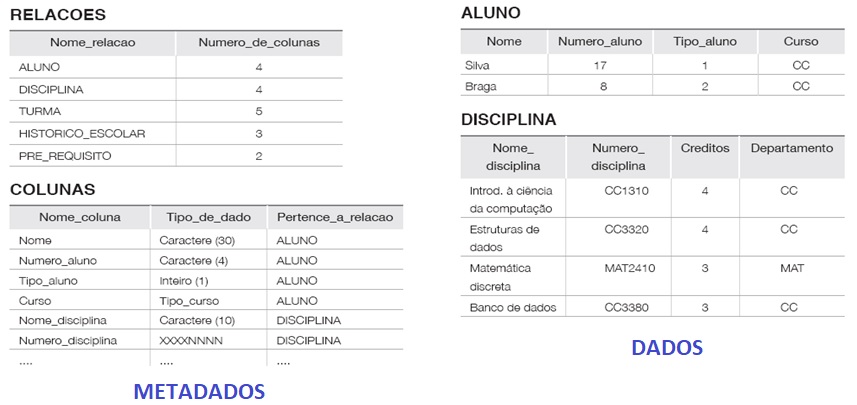 RELACOES
Nome_relacao Numero_de_colunas
ALUNO 4
DISCIPLINA 4
TURMA 5
HISTORICO_ESCOLAR 3
PRE_REQUISITO 2
COLUNAS
Nome_coluna Tipo_de_dado Pertence_a_relacao
Nome Caractere (30) ALUNO
Numero_aluno Caractere (4) ALUNO
Tipo_aluno Inteiro (1) ALUNO
Curso Tipo_curso ALUNO
Nome_disciplina Caractere (10) DISCIPLINA
Numero_disciplina XXXXNNNN DISCIPLINA
.... .... ....
METADADOS
ALUNO
Nome Numero_aluno Tipo_aluno Curso
Silva 17 1 CC
Braga 8 2 CC
DISCIPLINA
Nome_ Numero_ Creditos Departamento
disciplina disciplina
Introd. à ciência CC1310 4 CC
da computação
Estruturas de CC3320 4 CC
dados
Matemática MAT2410 3 MAT
discreta
Banco de dados CC3380 3 CC
DADOS